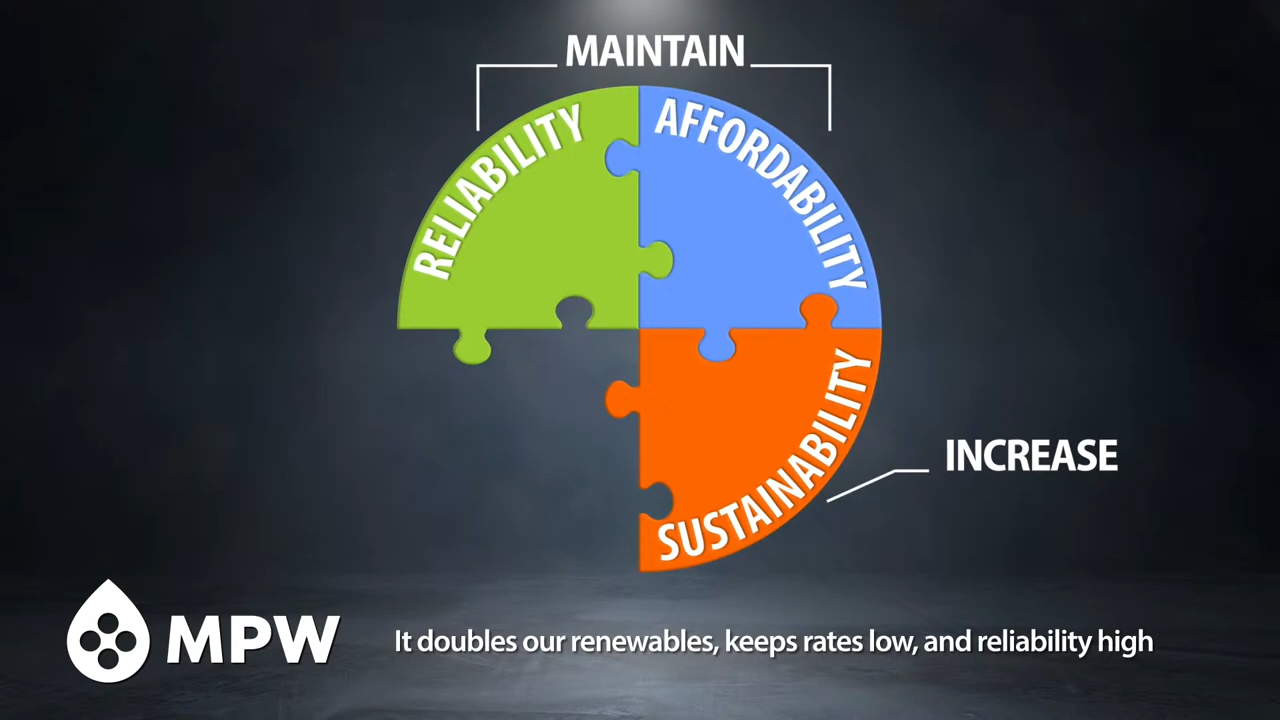 MAINTAIN
RELIABILITY
AFFORDABILITY
SUSTAINABILITY
INCREASE
MPW
It doubles our renewables, keeps rates low, and reliability high